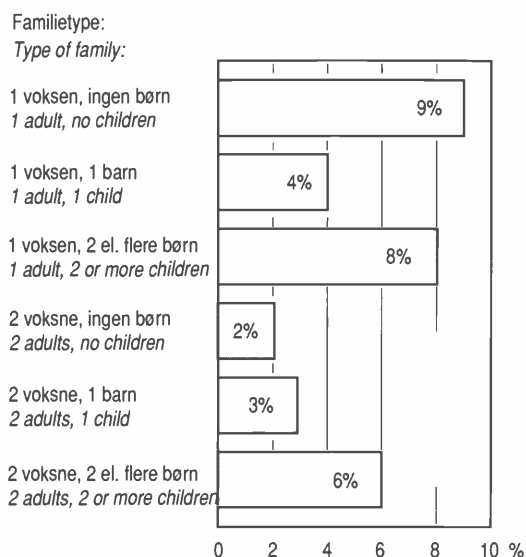 Familietype:
Type of family:
1 voksen, ingen børn
1 adult, no children
9%
1 voksen, 1 barn
1 adult, 1 child
4%
1 voksen, 2 el. flere børn
1 adult, 2 or more children
8%
2 voksne, ingen børn
2 adults, no children
2%
2 voksne, 1 barn
2 adults, 1 child
3%
2 voksne, 2 el. flere børn
2 adults, 2 or more children
6%
0 2 4 6 8 10 %